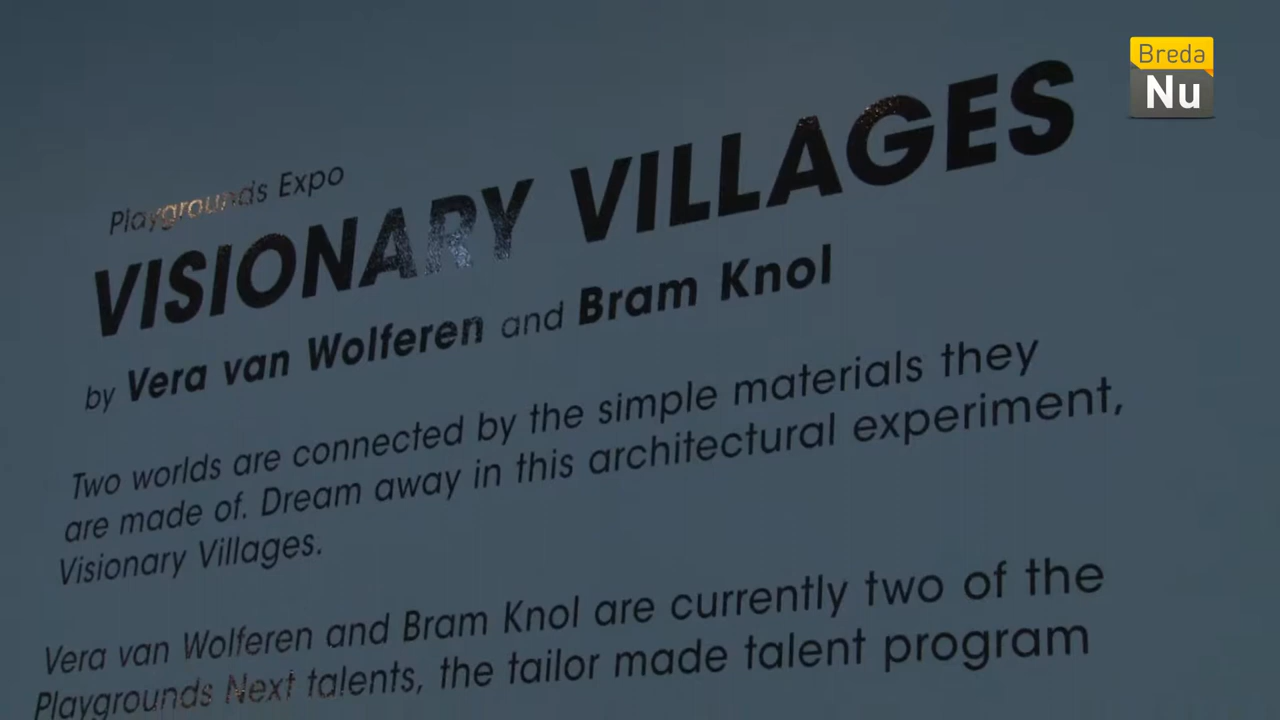 Breda
Nu
Playgrounds Expo
VISIONARY VILLAGES
by Vera van Wolferen and Bram Knol
Two worlds are connected by the simple materials they
are made of. Dream away in this architectural experiment,
Visionary Villages.
Vera van Wolferen and Bram Knol are currently two of the
Playgrounds Next talents, the tailor made talent program